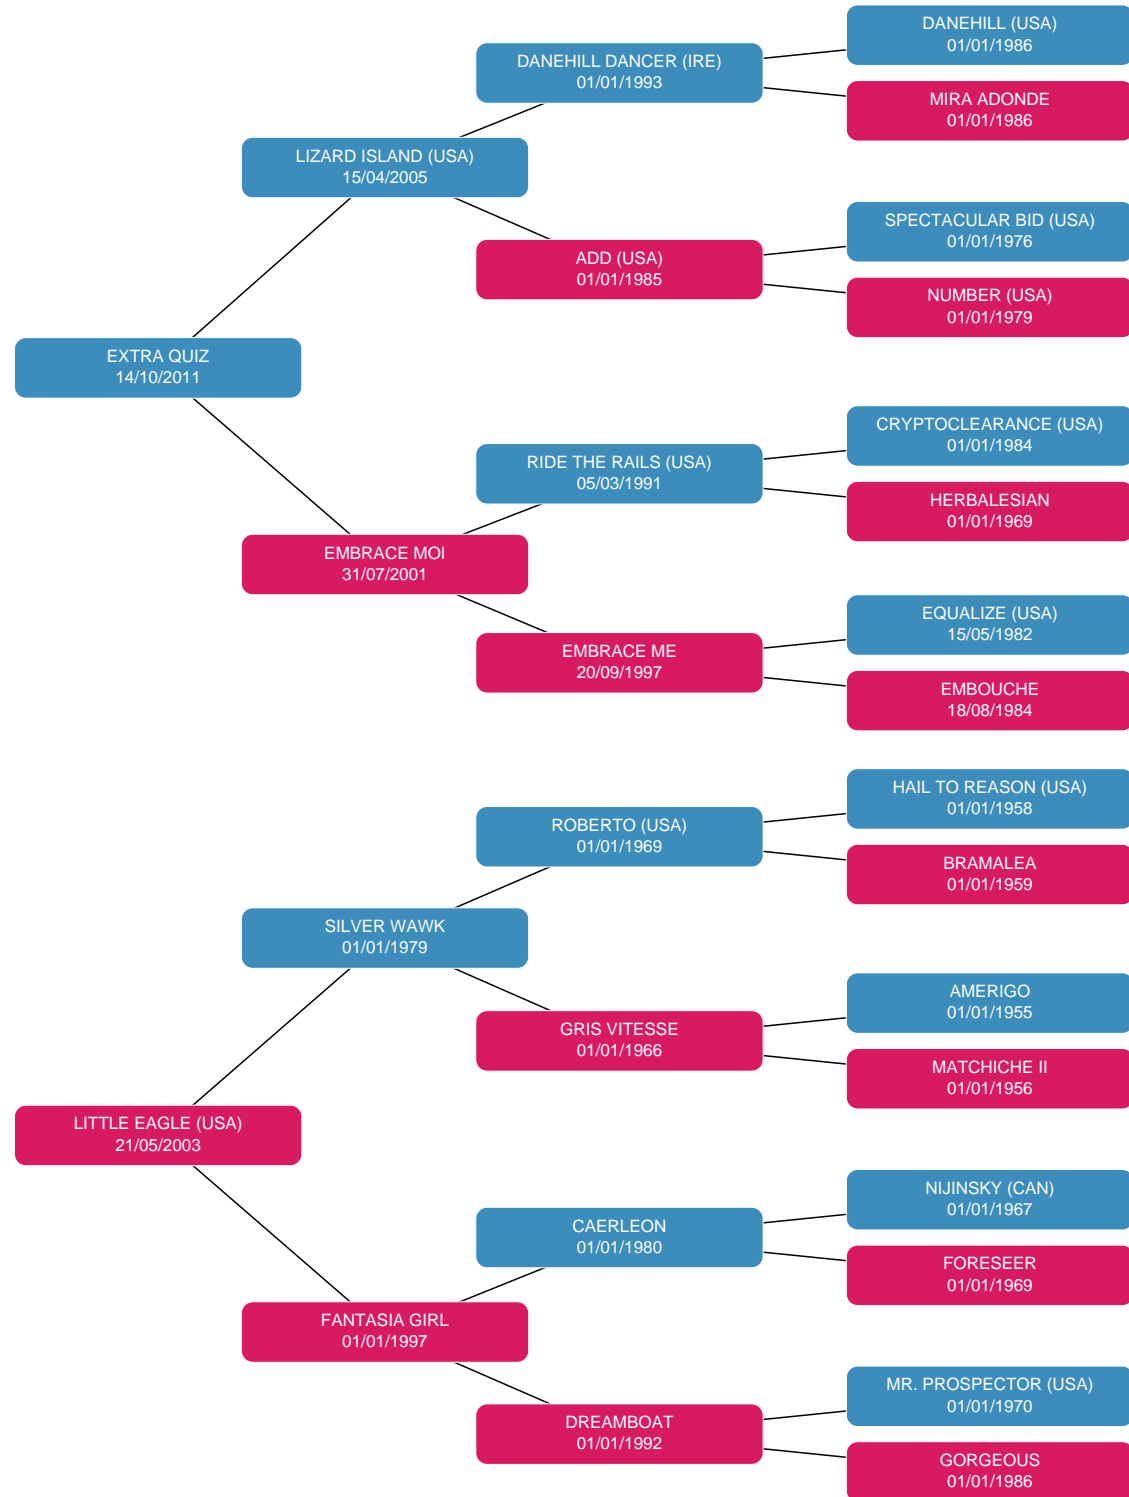 DANEHILL (USA)
01/01/1986
DANEHILL DANCER (IRE)
01/01/1993
MIRA ADONDE
01/01/1986
LIZARD ISLAND (USA)
15/04/2005
SPECTACULAR BID (USA)
01/01/1976
ADD (USA)
01/01/1985
NUMBER (USA)
01/01/1979
EXTRA QUIZ
14/10/2011
CRYPTOCLEARANCE (USA)
01/01/1984
RIDE THE RAILS (USA)
05/03/1991
HERBALESIAN
01/01/1969
EMBRACE MOI
31/07/2001
EQUALIZE (USA)
15/05/1982
EMBRACE ME
20/09/1997
EMBOUCHE
18/08/1984
HAIL TO REASON (USA)
01/01/1958
ROBERTO (USA)
01/01/1969
BRAMALEA
01/01/1959
SILVER WAWK
01/01/1979
AMERIGO
01/01/1955
GRIS VITESSE
01/01/1966
MATCHICHE II
01/01/1956
LITTLE EAGLE (USA)
21/05/2003
NIJINSKY (CAN)
01/01/1967
CAERLEON
01/01/1980
FORESEER
01/01/1969
FANTASIA GIRL
01/01/1997
MR. PROSPECTOR (USA)
01/01/1970
DREAMBOAT
01/01/1992
GORGEOUS
01/01/1986